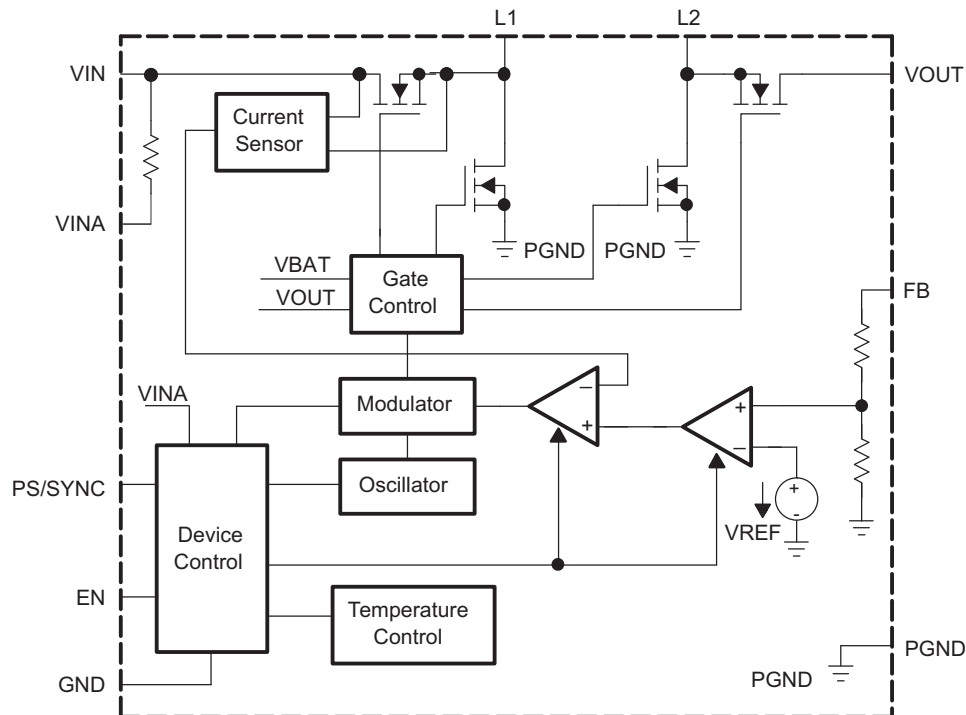 L1
L2
VIN
VOUT
Current
Sensor
VINA
PGND
PGND
VBAT
Gate
Control
VOUT
FB
−
+
Modulator
+
−
VINA
PS/SYNC
Oscillator
+
-
VREF
Device
Control
EN
Temperature
Control
GND
PGND
PGND